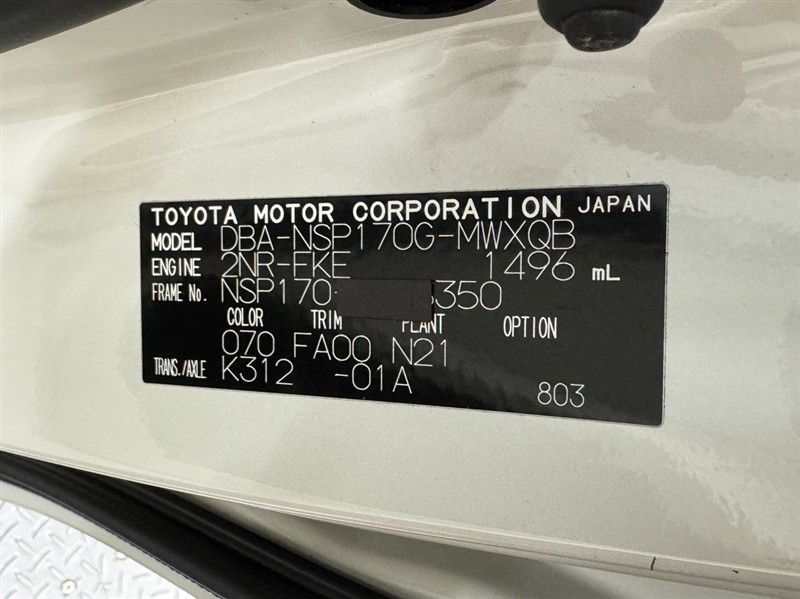 TOYOTA MOTOR CORPORATION JAPAN
MODEL DBA-NSP170G-MWXQB
ENGINE 2NR-FKE 1496 mL
FRAME No. NSP170- 350
COLOR TRIM PLANT OPTION
070 FA00 N21
TRANS./AXLE K312 -01A
803